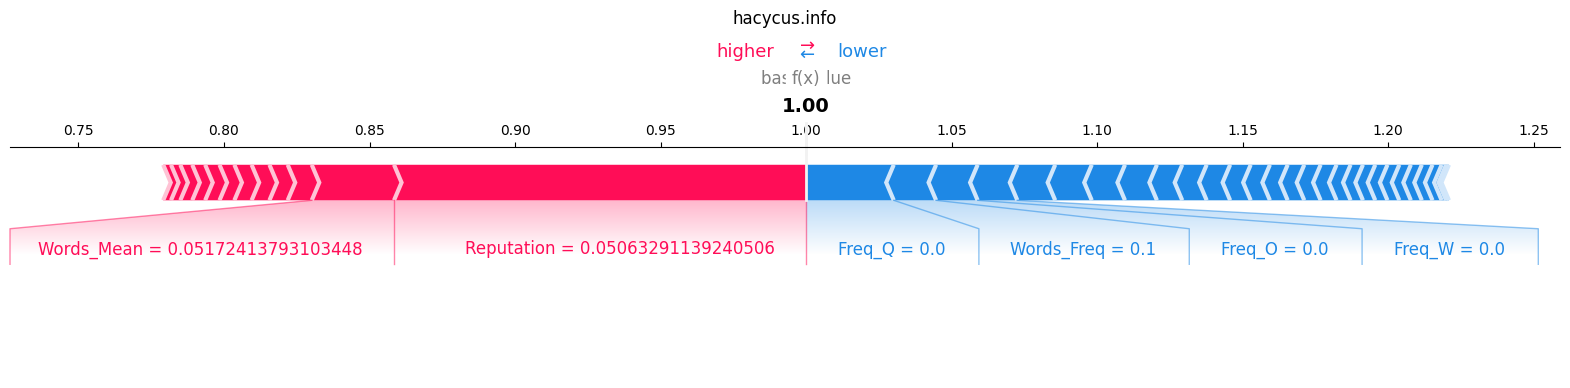 hacycus.info
higher ⇄ lower
bas f(x) lue
1.00
0.75 0.80 0.85 0.90 0.95 1.00 1.05 1.10 1.15 1.20 1.25
Words_Mean = 0.05172413793103448 Reputation = 0.05063291139240506 Freq_Q = 0.0 Words_Freq = 0.1 Freq_O = 0.0 Freq_W = 0.0